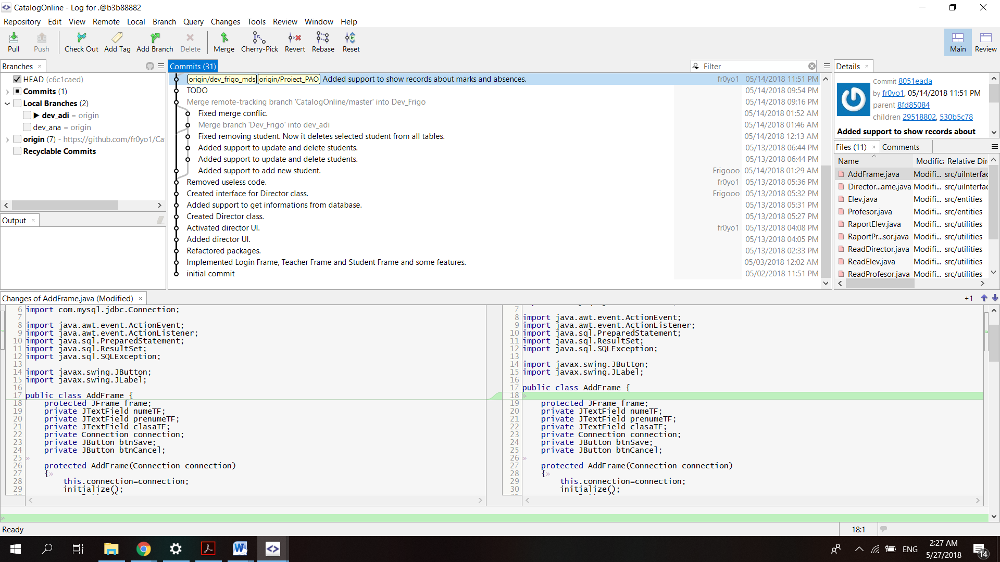 CatalogOnline - Log for .@b3b88882
Repository Edit View Remote Local Branch Query Changes Tools Review Window Help
Pull Push Check Out Add Tag Add Branch Delete Merge Cherry-Pick Revert Rebase Reset Main Review
Branches
HEAD (c6c1caed)
Commits (1)
Local Branches (2)
dev_adi = origin
dev_ana = origin
origin (7) - https://github.com/fr0yo1/Ca
Recyclable Commits
Output
Commits (31)
Filter
origin/dev_frigo_mds origin/Proiect_PAO Added support to show records about marks and absences. fr0yo1 05/14/2018 11:51 PM
TODO 05/14/2018 09:54 PM
Merge remote-tracking branch 'CatalogOnline/master' into Dev_Frigo 05/14/2018 09:16 PM
Fixed merge conflic. 05/14/2018 01:52 AM
Merge branch 'Dev_Frigo' into dev_adi 05/14/2018 01:46 AM
Fixed removing student. Now it deletes selected student from all tables. 05/14/2018 12:13 AM
Added support to update and delete students. 05/13/2018 06:44 PM
Added support to update and delete students. 05/13/2018 06:44 PM
Added support to add new student. Frigooo 05/14/2018 01:29 AM
Removed useless code. fr0yo1 05/13/2018 05:36 PM
Created interface for Director class. Frigooo 05/13/2018 05:32 PM
Added support to get informations from database. 05/13/2018 05:31 PM
Created Director class. 05/13/2018 05:27 PM
Activated director UI. fr0yo1 05/13/2018 04:08 PM
Added director UI. 05/13/2018 04:05 PM
Refactored packages. 05/13/2018 02:33 PM
Implemented Login Frame, Teacher Frame and Student Frame and some features. 05/03/2018 12:02 AM
initial commit 05/02/2018 11:51 PM
Details
Commit 8051eada
by fr0yo1, 05/14/2018 11:51 PM
parent 8fd85084
children 29518802, 530b5c78
Added support to show records about
Files (11) Comments
Name Modifica Relative Dir
AddFrame.java Modifi... src/uiInterfac
Director...ame.java Modifi... src/uiInterfac
Elev.java Modifi... src/entities
Profesor.java Modifi... src/entities
RaportElev.java Modifi... src/utilities
RaportPr...sor.java Modifi... src/utilities
ReadDirector.java Modifi... src/utilities
ReadElev.java Modifi... src/utilities
ReadProfesor.java Modifi... src/utilities
Changes of AddFrame.java (Modified)
+1
6 import com.mysql.jdbc.Connection;
7
8 import java.awt.event.ActionEvent;
9 import java.awt.event.ActionListener;
10 import java.sql.PreparedStatement;
11 import java.sql.ResultSet;
12 import java.sql.SQLException;
13
14 import javax.swing.JButton;
15 import javax.swing.JLabel;
16
17 public class AddFrame {
18 protected JFrame frame;
19 private JTextField numeTF;
20 private JTextField prenumeTF;
21 private JTextField clasaTF;
22 private Connection connection;
23 private JButton btnSave;
24 private JButton btnCancel;
25 »
26 protected AddFrame(Connection connection)
27 {»
28 this.connection=connection;
29 initialize();
7
8 import java.awt.event.ActionEvent;
9 import java.awt.event.ActionListener;
10 import java.sql.PreparedStatement;
11 import java.sql.ResultSet;
12 import java.sql.SQLException;
13
14 import javax.swing.JButton;
15 import javax.swing.JLabel;
16
17 public class AddFrame {
18 »
19 protected JFrame frame;
20 private JTextField numeTF;
21 private JTextField prenumeTF;
22 private JTextField clasaTF;
23 private Connection connection;
24 private JButton btnSave;
25 private JButton btnCancel;
26 »
27 protected AddFrame(Connection connection)
28 {»
29 this.connection=connection;
30 initialize();
»
Ready
18:1
ENG
2:27 AM
5/27/2018
14